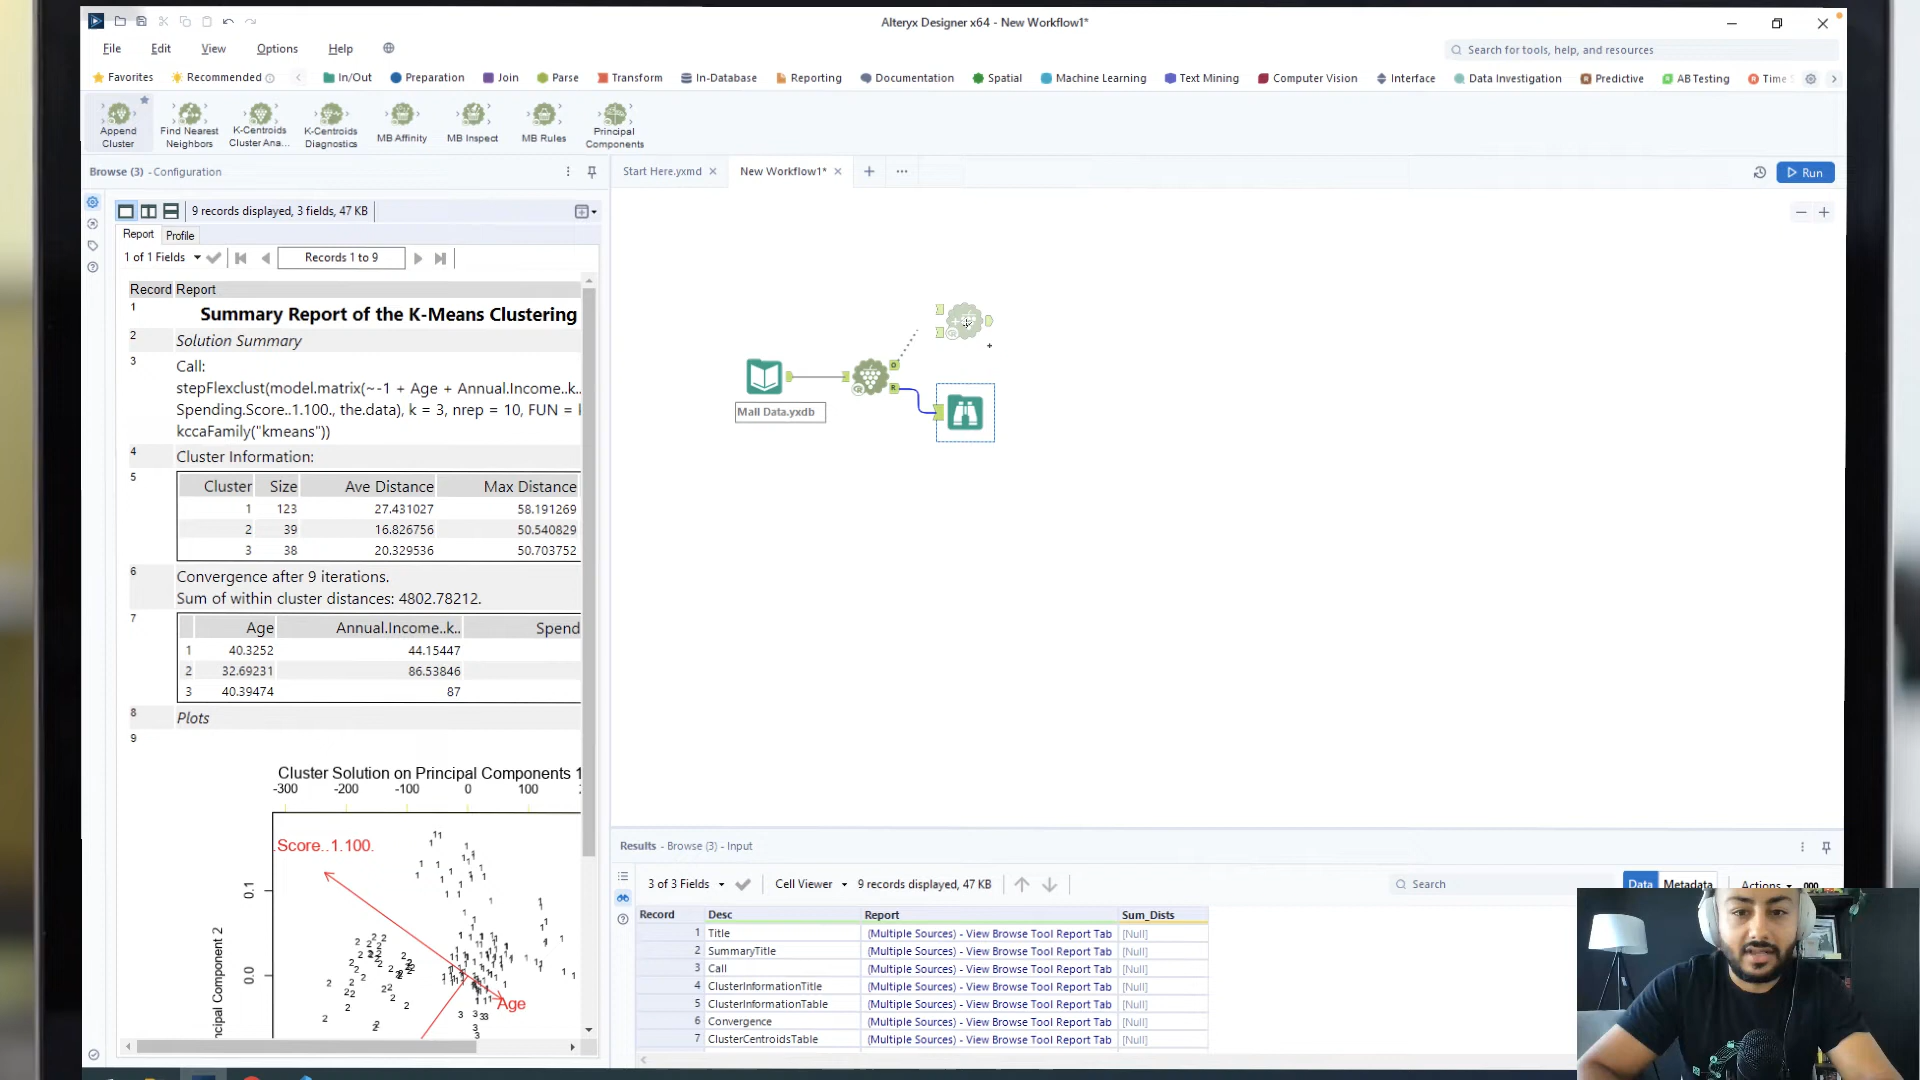 Alteryx Designer x64 - New Workflow1*
File Edit View Options Help
Search for tools, help, and resources
Favorites Recommended In/Out Preparation Join Parse Transform In-Database Reporting Documentation Spatial Machine Learning Text Mining Computer Vision Interface Data Investigation Predictive AB Testing Time
Append Cluster
Find Nearest Neighbors
K-Centroids Cluster Ana...
K-Centroids Diagnostics
MB Affinity
MB Inspect
MB Rules
Principal Components
Browse (3) - Configuration
Start Here.yxmd New Workflow1*
Run
9 records displayed, 3 fields, 47 KB
Report Profile
1 of 1 Fields Records 1 to 9
Record Report
1 Summary Report of the K-Means Clustering
2 Solution Summary
3 Call:
stepFlexclust(model.matrix(~-1 + Age + Annual.Income..k..
Spending.Score..1.100., the.data), k = 3, nrep = 10, FUN = k
kccaFamily("kmeans"))
4 Cluster Information:
5 Cluster Size Ave Distance Max Distance
1 123 27.431027 58.191269
2 39 16.826756 50.540829
3 38 20.329536 50.703752
6 Convergence after 9 iterations.
Sum of within cluster distances: 4802.78212.
7 Age Annual.Income..k.. Spend
1 40.3252 44.15447
2 32.69231 86.53846
3 40.39474 87
8 Plots
9
Cluster Solution on Principal Components 1
-300 -200 -100 0 100
.Score..1.100.
0.1
0.0
ncipal Component 2
Age
D
R
Mall Data.yxdb
Results - Browse (3) - Input
3 of 3 Fields Cell Viewer 9 records displayed, 47 KB Search Data Metadata Actions 000
Record Desc Report Sum_Dists
1 Title (Multiple Sources) - View Browse Tool Report Tab [Null]
2 SummaryTitle (Multiple Sources) - View Browse Tool Report Tab [Null]
3 Call (Multiple Sources) - View Browse Tool Report Tab [Null]
4 ClusterInformationTitle (Multiple Sources) - View Browse Tool Report Tab [Null]
5 ClusterInformationTable (Multiple Sources) - View Browse Tool Report Tab [Null]
6 Convergence (Multiple Sources) - View Browse Tool Report Tab [Null]
7 ClusterCentroidsTable (Multiple Sources) - View Browse Tool Report Tab [Null]